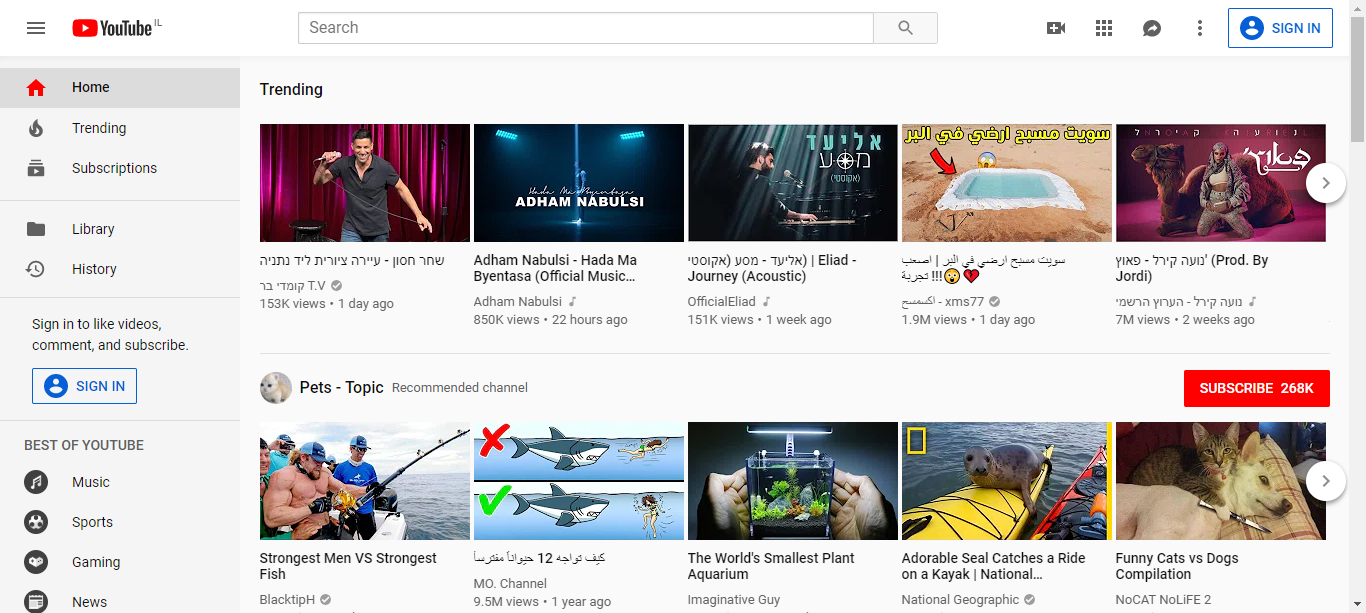 YouTube IL
Search
SIGN IN
Home
Trending
Subscriptions
Library
History
Sign in to like videos,
comment, and subscribe.
SIGN IN
BEST OF YOUTUBE
Music
Sports
Gaming
News
Trending
שחר חסון - עיירה ציורית ליד נתניה
קומדי בר T.V
153K views • 1 day ago
Hada Ma Byentasa
ADHAM NABULSI
Adham Nabulsi - Hada Ma
Byentasa (Official Music...
Adham Nabulsi
850K views • 22 hours ago
אליעד
מסע
(אקוסטי)
אליעד - מסע (אקוסטי) | Eliad -
Journey (Acoustic)
OfficialEliad
151K views • 1 week ago
سويت مسبح ارضي في البر
سويت مسبح ارضي في البر | اصعب
تجربة !!!😲💔
اكسمسح - xms77
1.9M views • 1 day ago
נועה קירל
פאוץ'
נועה קירל - פאוץ' (Prod. By
Jordi)
נועה קירל - הערוץ הרשמי
7M views • 2 weeks ago
Pets - Topic Recommended channel
SUBSCRIBE 268K
Strongest Men VS Strongest
Fish
BlacktipH
كيف تواجه 12 حيواناً مفترساً
MO. Channel
9.5M views • 1 year ago
The World's Smallest Plant
Aquarium
Imaginative Guy
Adorable Seal Catches a Ride
on a Kayak | National...
National Geographic
Funny Cats vs Dogs
Compilation
NoCAT NoLiFE 2